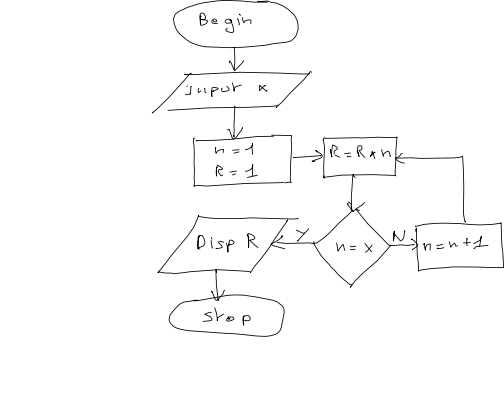 Begin
Input x
n = 1
R = 1
R = R * n
n = x
Y
N
n = n + 1
Disp R
Stop